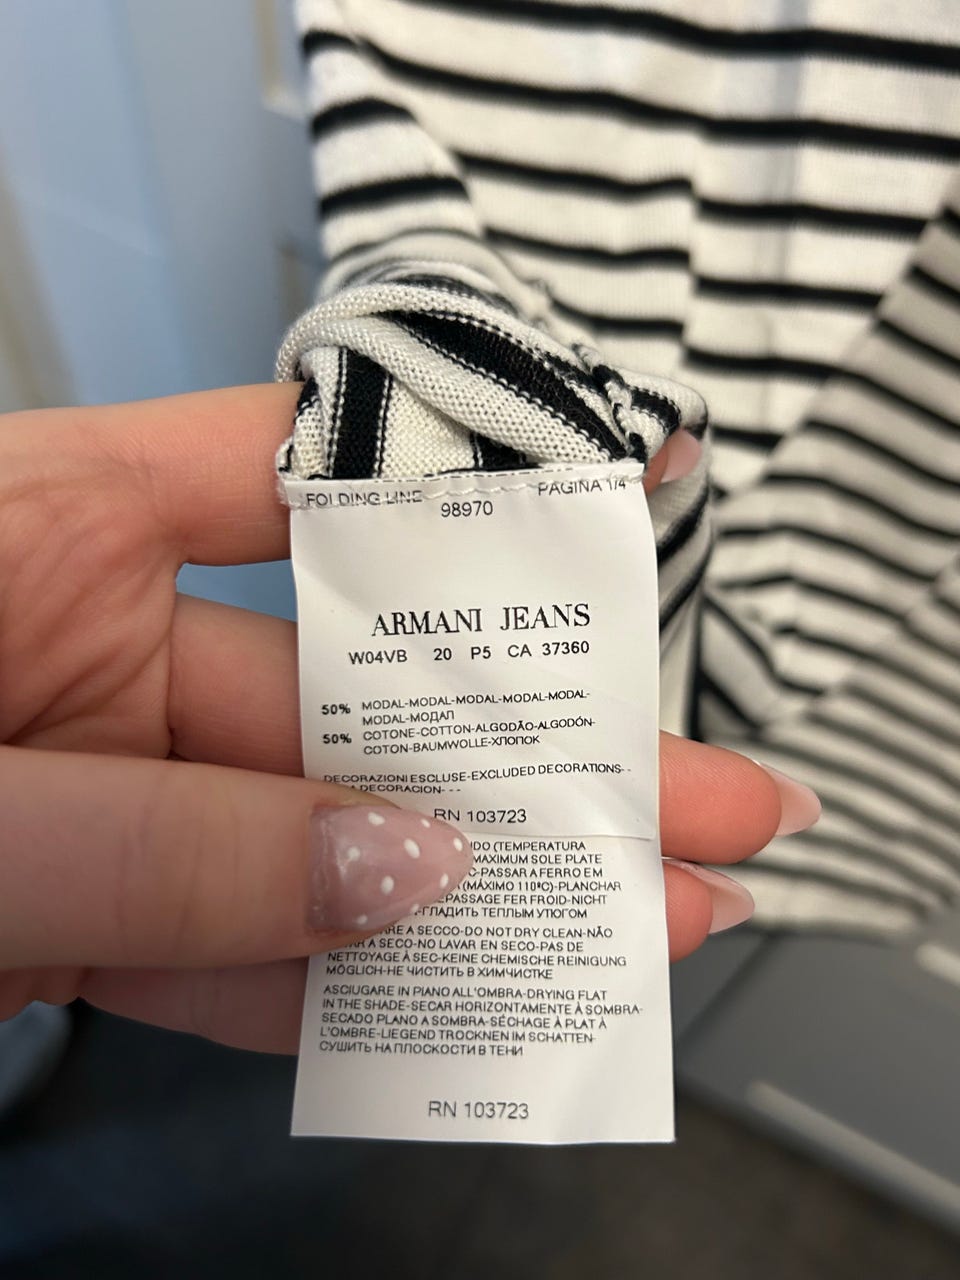 FOLDING LINE PAGINA 1/4
98970
ARMANI JEANS
W04VB 20 P5 CA 37360
50% MODAL-MODAL-MODAL-MODAL-MODAL-
MODAL-МОДАЛ
50% COTONE-COTTON-ALGODÃO-ALGODÓN-
COTON-BAUMWOLLE-ХЛОПОК
DECORAZIONI ESCLUSE-EXCLUDED DECORATIONS- -
DECORACION- - -
RN 103723
(TEMPERATURA
MAXIMUM SOLE PLATE
-PASSAR A FERRO EM
(MÁXIMO 110ºC)-PLANCHAR
FER FROID-NICHT
-ГЛАДИТЬ ТЕПЛЫМ УТЮГОМ
A SECCO-DO NOT DRY CLEAN-NÃO
A SECO-NO LAVAR EN SECO-PAS DE
NETTOYAGE À SEC-KEINE CHEMISCHE REINIGUNG
MÖGLICH-НЕ ЧИСТИТЬ В ХИМЧИСТКЕ
ASCIUGARE IN PIANO ALL'OMBRA-DRYING FLAT
IN THE SHADE-SECAR HORIZONTAMENTE À SOMBRA-
SECADO PLANO A SOMBRA-SÉCHAGE À PLAT À
L'OMBRE-LIEGEND TROCKNEN IM SCHATTEN-
СУШИТЬ НА ПЛОСКОСТИ В ТЕНИ
RN 103723